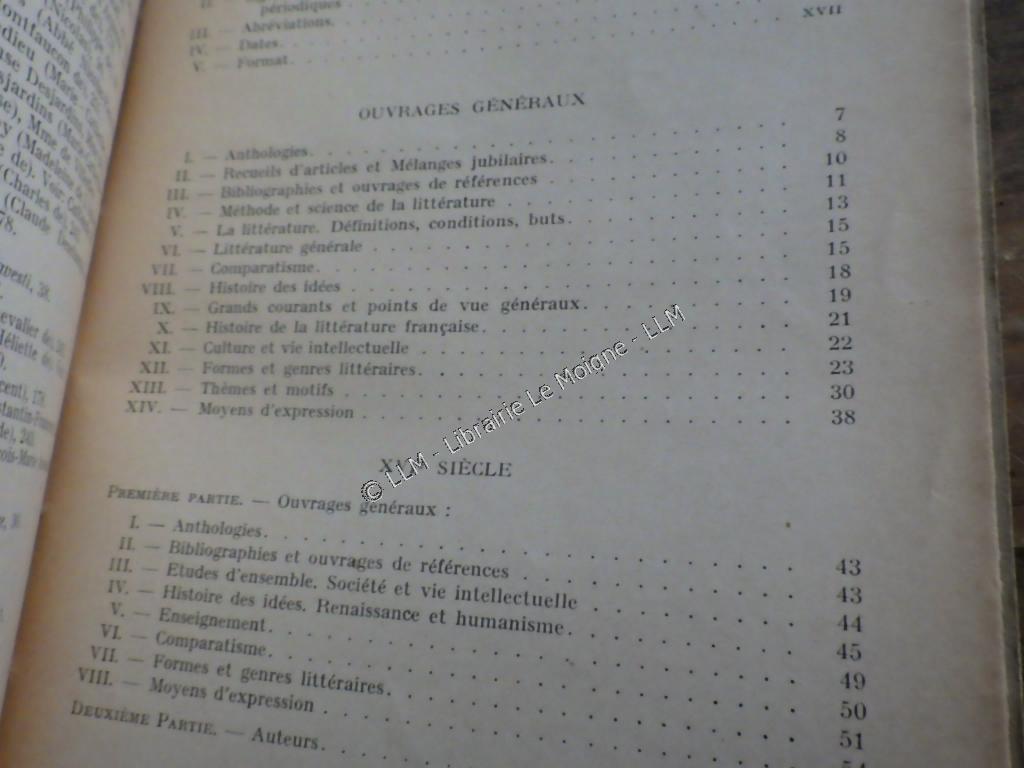 II.
périodiques
III. — Abréviations.
IV. — Dates.
V. — Format.
XVII
OUVRAGES GÉNÉRAUX
I. — Anthologies. 7
II. — Recueils d'articles et Mélanges jubilaires. 8
III. — Bibliographies et ouvrages de références 10
IV. — Méthode et science de la littérature 11
V. — La littérature. Définitions, conditions, buts. 13
VI. — Littérature générale 15
VII. — Comparatisme. 15
VIII. — Histoire des idées 18
IX. — Grands courants et points de vue généraux. 19
X. — Histoire de la littérature française. 21
XI. — Culture et vie intellectuelle 22
XII. — Formes et genres littéraires. 23
XIII. — Thèmes et motifs 30
XIV. — Moyens d'expression 38
SIÈCLE
PREMIÈRE PARTIE. — Ouvrages généraux :
I. — Anthologies. 43
II. — Bibliographies et ouvrages de références 43
III. — Etudes d'ensemble. Société et vie intellectuelle 44
IV. — Histoire des idées. Renaissance et humanisme. 45
V. — Enseignement. 49
VI. — Comparatisme. 50
VII. — Formes et genres littéraires. 51
VIII. — Moyens d'expression 54
DEUXIÈME PARTIE. — Auteurs.
© LLM - Librairie Le Moigne - LLM